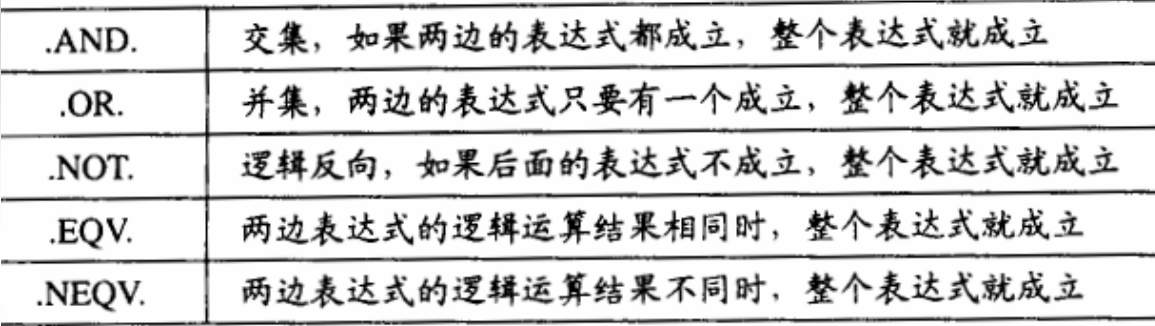 .AND. 交集，如果两边的表达式都成立，整个表达式就成立
.OR. 并集，两边的表达式只要有一个成立，整个表达式就成立
.NOT. 逻辑反向，如果后面的表达式不成立，整个表达式就成立
.EQV. 两边表达式的逻辑运算结果相同时，整个表达式就成立
.NEQV. 两边表达式的逻辑运算结果不同时，整个表达式就成立